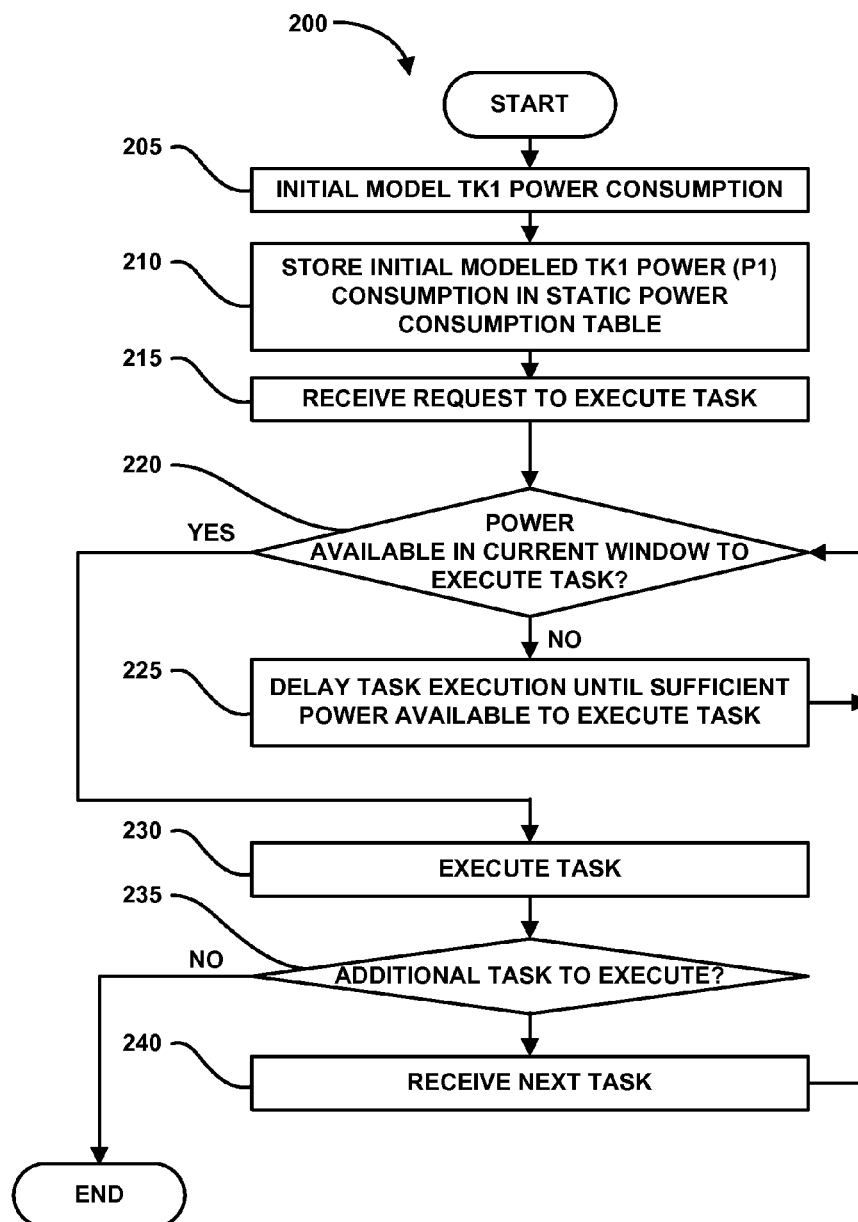 200
START
205
INITIAL MODEL TK1 POWER CONSUMPTION
210
STORE INITIAL MODELED TK1 POWER (P1)
CONSUMPTION IN STATIC POWER
CONSUMPTION TABLE
215
RECEIVE REQUEST TO EXECUTE TASK
220
YES
POWER
AVAILABLE IN CURRENT WINDOW TO
EXECUTE TASK?
NO
225
DELAY TASK EXECUTION UNTIL SUFFICIENT
POWER AVAILABLE TO EXECUTE TASK
230
EXECUTE TASK
235
NO
ADDITIONAL TASK TO EXECUTE?
240
RECEIVE NEXT TASK
END